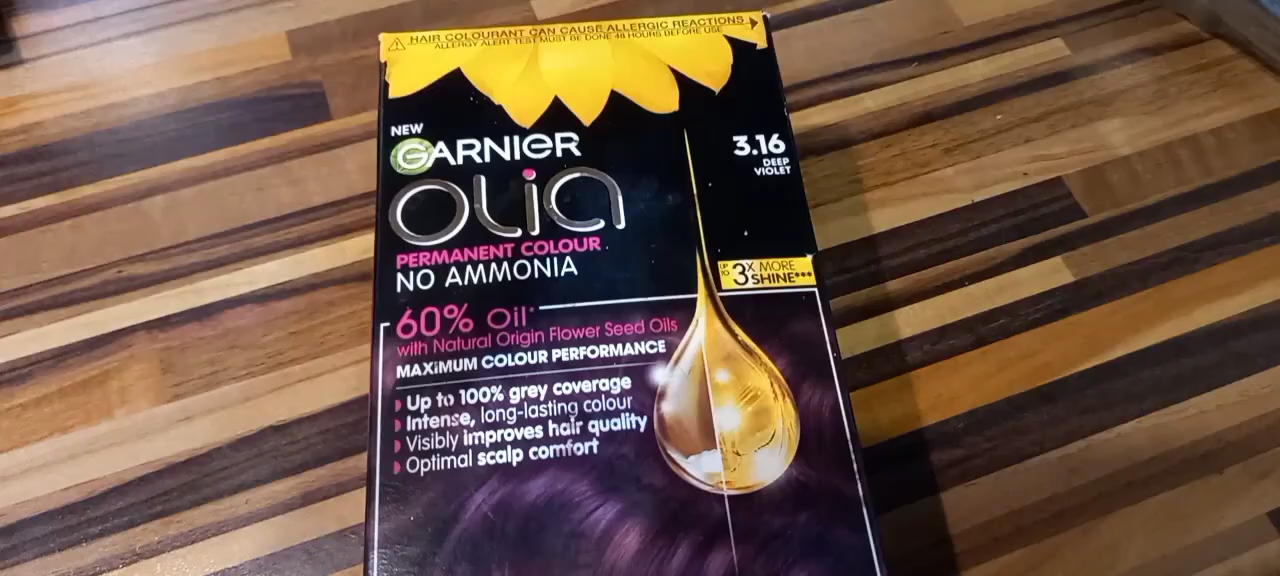 HAIR COLOURANT CAN CAUSE ALLERGIC REACTIONS
ALLERGY ALERT TEST MUST BE DONE 48 HOURS BEFORE USE
NEW
GARNIER
OLIA
PERMANENT COLOUR
NO AMMONIA
3.16
DEEP
VIOLET
UP TO 3X MORE
SHINE***
60% Oil*
with Natural Origin Flower Seed Oils
MAXIMUM COLOUR PERFORMANCE
Up to 100% grey coverage
Intense, long-lasting colour
Visibly improves hair quality
Optimal scalp comfort